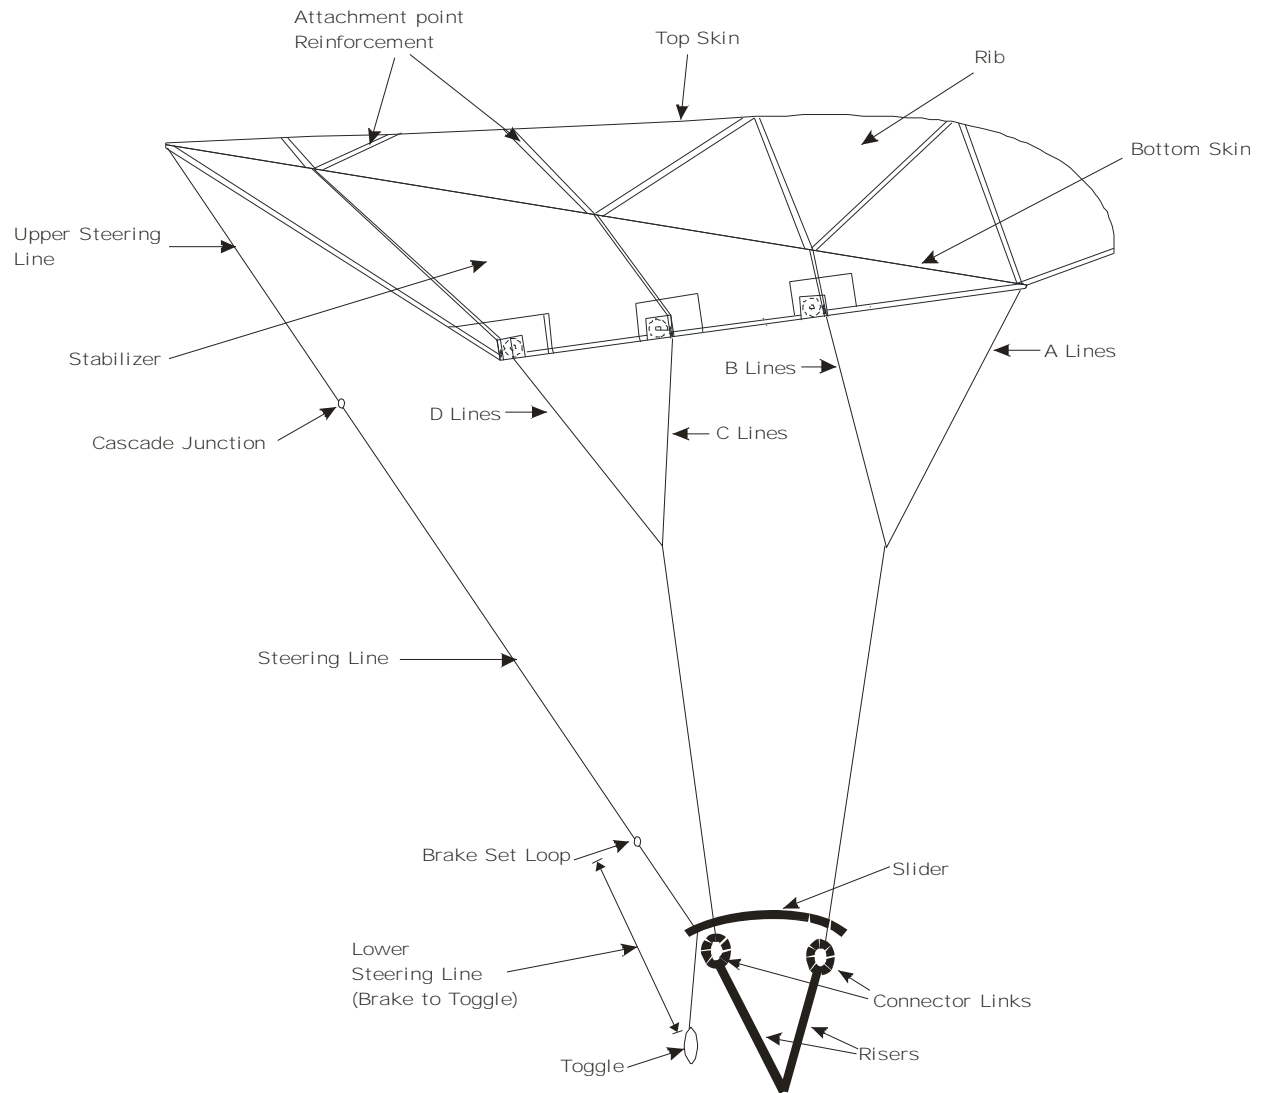 Attachment point
Reinforcement
Top Skin
Rib
Bottom Skin
Upper Steering
Line
Stabilizer
A Lines
B Lines
D Lines
C Lines
Cascade Junction
Steering Line
Brake Set Loop
Slider
Lower
Steering Line
(Brake to Toggle)
Connector Links
Risers
Toggle